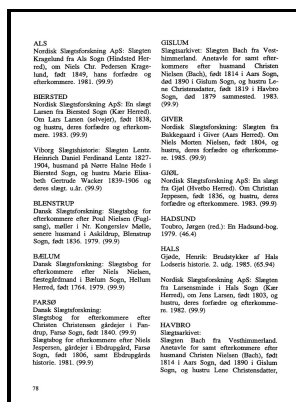 ALS
Nordisk Slægtsforskning ApS: Slægten
Kragelund fra Als Sogn (Hindsted Her-
red), om Niels Chr. Pedersen Krage-
lund, født 1849, hans forfædre og
efterkommere. 1981. (99.9)
BIERSTED
Nordisk Slægtsforskning ApS: En slægt
Larsen fra Biersted Sogn (Kær Herred).
Om Lars Larsen (selvejer), født 1838,
og hustru, deres forfædre og efterkom-
mere. 1983. (99.9)
Viborg Slægtshistorie: Slægten Lentz.
Heinrich Daniel Ferdinand Lentz 1827-
1904, husmand på Nørre Halne Hede i
Biersted Sogn, og hustru Marie Elisa-
beth Gertrude Wacker 1839-1906 og
deres slægt. u.år. (99.9)
BLENSTRUP
Dansk Slægtsforskning: Slægtsbog for
efterkommere efter Poul Nielsen (Fugl-
sang), møller i Nr. Kongerslev Mølle,
senere husmand i Askildrup, Blenstrup
Sogn, født 1836. 1979. (99.9)
BÆLUM
Dansk Slægtsforskning: Slægtsbog for
efterkommere efter Niels Nielsen,
fæstegårdmand i Bælum Sogn, Hellum
Herred, født 1764. 1979. (99.9)
FARSØ
Dansk Slægtsforskning:
Slægtsbog for efterkommere efter
Christen Christensen gårdejer i Fan-
drup, Farsø Sogn, født 1840. (99.9)
Slægtsbog for efterkommere efter Niels
Jespersen, gårdejer i Ebdrupgård, Farsø
Sogn, født 1806, samt Ebdrupgårds
historie. 1981. (99.9)
78
GISLUM
Slægtsarkivet: Slægten Bach fra Vest-
himmerland. Anetavle for samt efter-
kommere efter husmand Christen
Nielsen (Bach), født 1814 i Aars Sogn,
død 1890 i Gislum Sogn, og hustru Le-
ne Christensdatter, født 1819 i Havbro
Sogn, død 1879 sammested. 1983.
(99.9)
GIVER
Nordisk Slægtsforskning: Slægten fra
Bakkegaard i Giver (Aars Herred). Om
Niels Morten Nielsen, født 1804, og
hustru, deres forfædre og efterkomme-
re. 1985. (99.9)
GJØL.
Nordisk Slægtsforskning ApS: En slægt
fra Gjøl (Hvetbo Herred). Om Christian
Jeppesen, født 1836, og hustru, deres
forfædre og efterkommere. 1983. (99.9)
HADSUND
Toubro, Jørgen (red.): En Hadsund-bog.
1979. (46.4)
HALS
Gjøde, Henrik: Brudstykker af Hals
Lodseris historie. 2. udg. 1985. (65.94)
Nordisk Slægtsforskning ApS: Slægten
fra Larsensminde i Hals Sogn (Kær
Herred), om Jens Larsen, født 1803, og
hustru, deres forfædre og efterkomme-
re. 1982. (99.9)
HAVBRO
Slægtsarkivet:
Slægten Bach fra Vesthimmerland.
Anetavle for samt efterkommere efter
husmand Christen Nielsen (Bach), født
1814 i Aars Sogn, død 1890 i Gislum
Sogn, og hustru Lene Christensdatter,